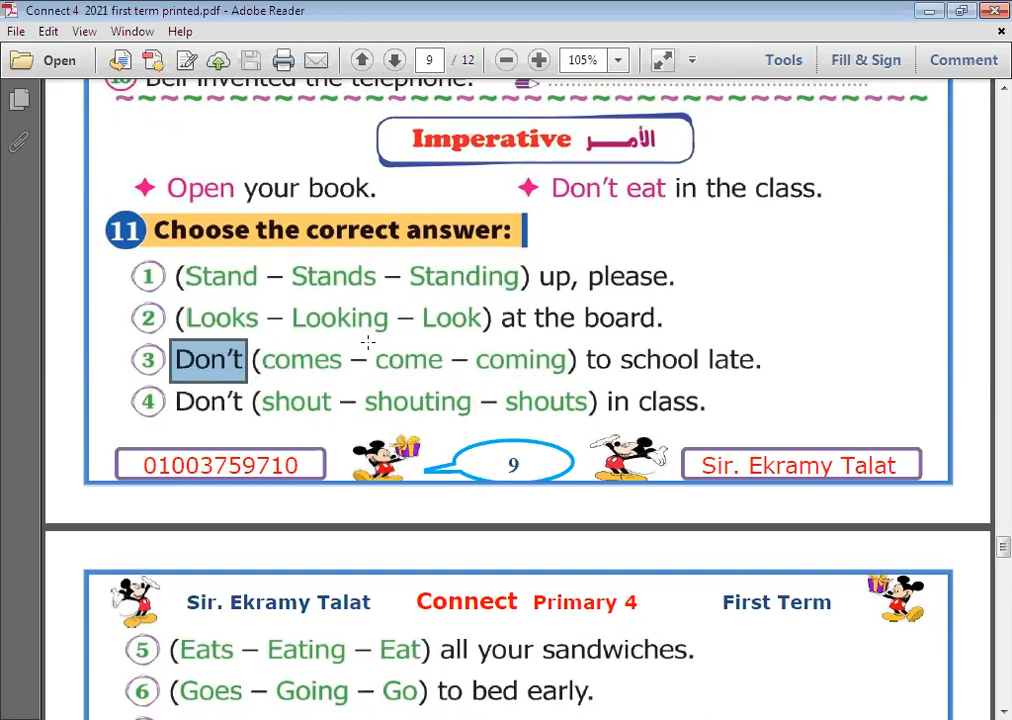 Connect 4 2021 first term printed.pdf - Adobe Reader
File Edit View Window Help
Open 9 / 12 105% Tools Fill & Sign Comment
10 Bell invented the telephone. ........................
Imperative الأمـر
Open your book. Don't eat in the class.
11 Choose the correct answer:
1 (Stand – Stands – Standing) up, please.
2 (Looks – Looking – Look) at the board.
3 Don't (comes – come – coming) to school late.
4 Don't (shout – shouting – shouts) in class.
01003759710 9 Sir. Ekramy Talat
Sir. Ekramy Talat Connect Primary 4 First Term
5 (Eats – Eating – Eat) all your sandwiches.
6 (Goes – Going – Go) to bed early.